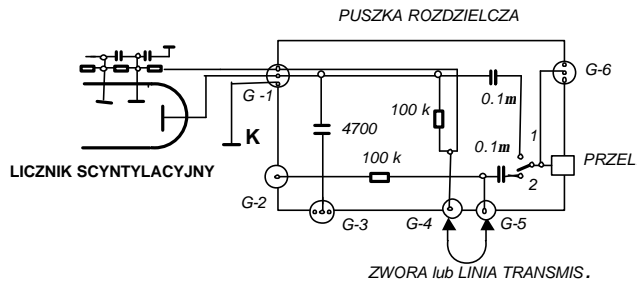 PUSZKA ROZDZIELCZA
G-6
G -1
100 k
0.1m
4700
K
0.1m
1
LICZNIK SCYNTYLACYJNY
100 k
PRZEL
2
G-2
G-3
G-4
G-5
ZWORA lub LINIA TRANSMIS.